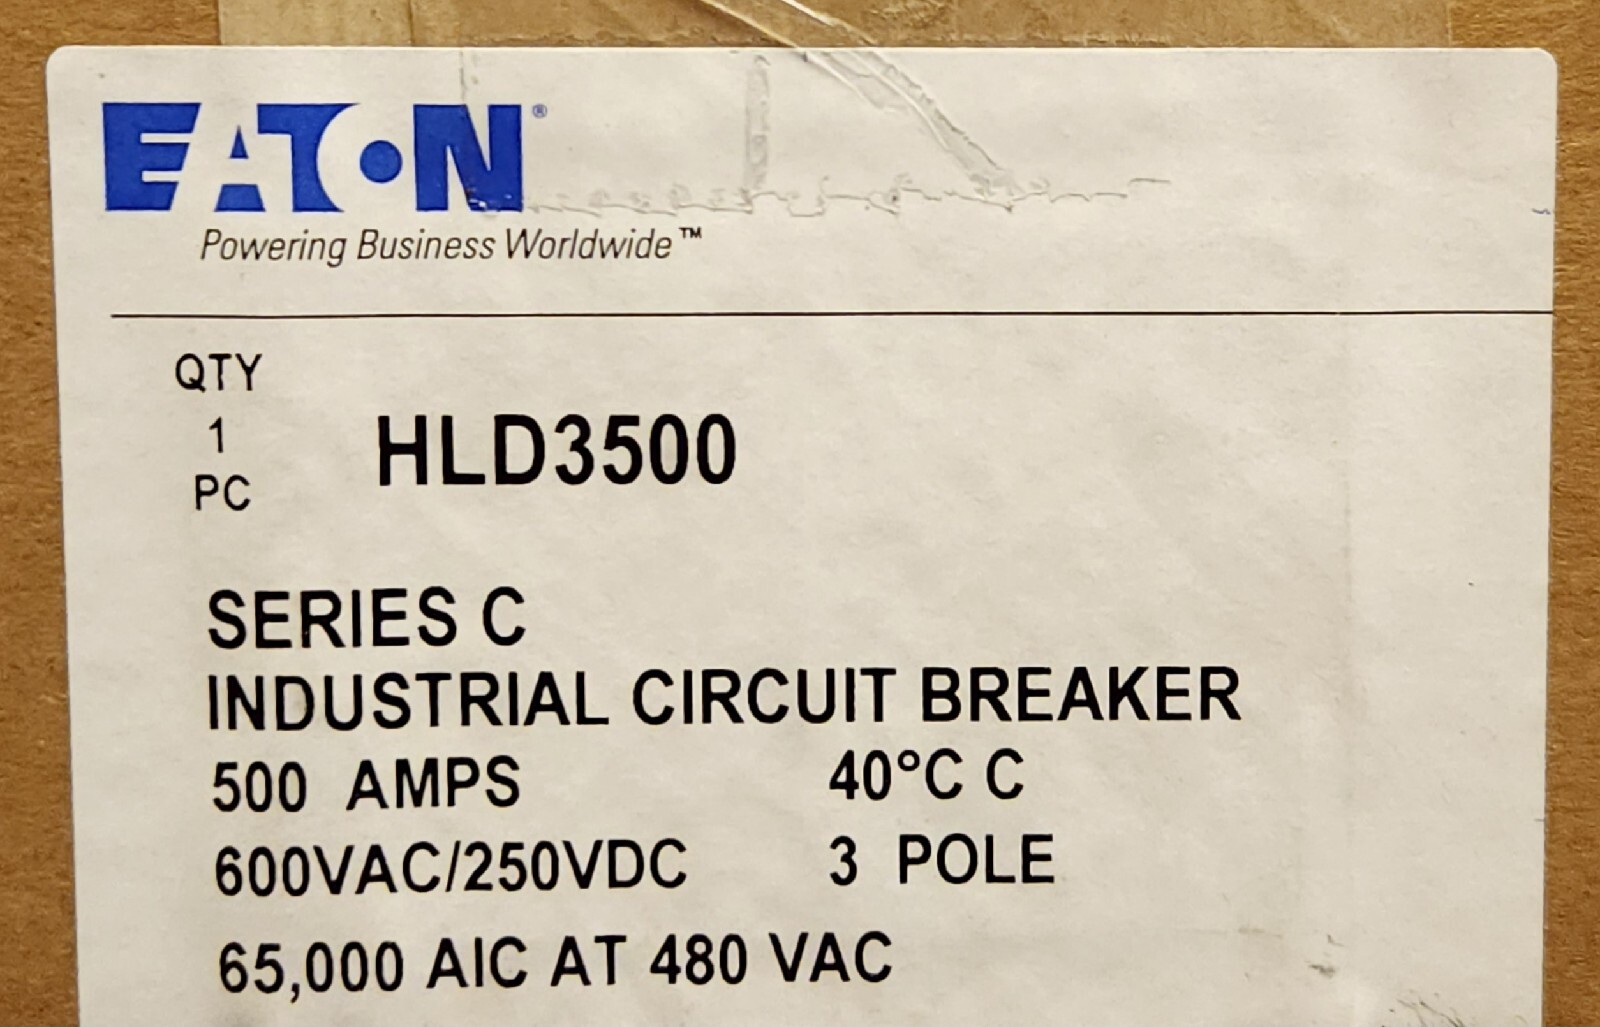 EATON®
Powering Business Worldwide™
QTY
1
PC
HLD3500
SERIES C
INDUSTRIAL CIRCUIT BREAKER
500 AMPS 40°C C
600VAC/250VDC 3 POLE
65,000 AIC AT 480 VAC